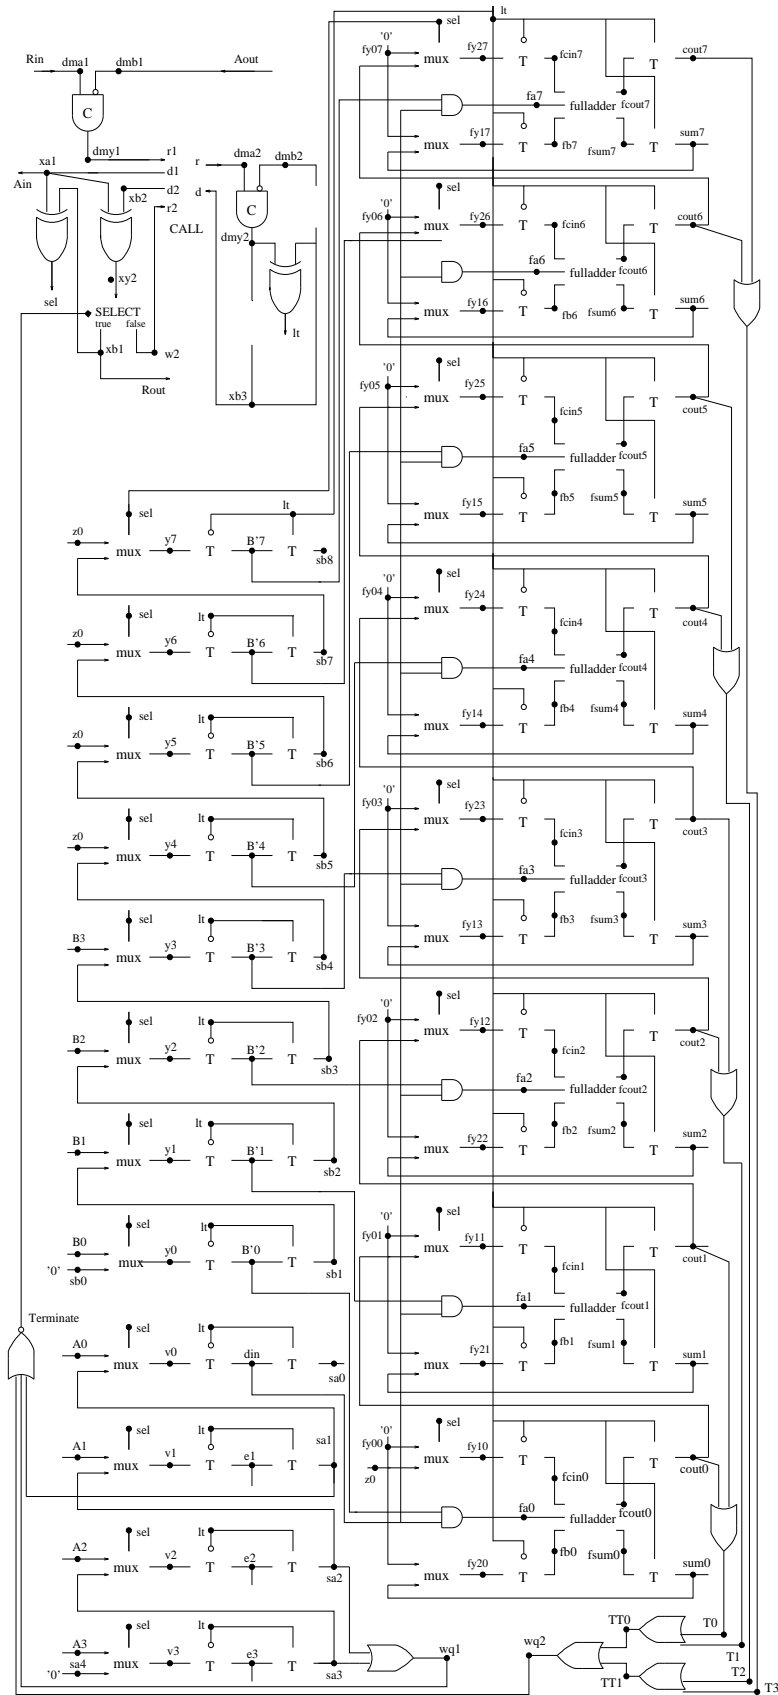 lt
sel
'0'
fy07
mux
fy27
T
fcin7
T
cout7
fa7
fulladder
fcout7
mux
fy17
T
fb7
fsum7
T
sum7
Rin
dma1
dmb1
Aout
C
dmy1
r1
xa1
d1
Ain
d2
xb2
r2
CALL
sel
xy2
SELECT
true
false
xb1
w2
Rout
r
dma2
dmb2
d
C
dmy2
lt
xb3
'0'
sel
fy06
mux
fy26
T
fcin6
T
cout6
fa6
fulladder
fcout6
mux
fy16
T
fb6
fsum6
T
sum6
'0'
sel
fy05
mux
fy25
T
fcin5
T
cout5
fa5
fulladder
fcout5
mux
fy15
T
fb5
fsum5
T
sum5
'0'
sel
fy04
mux
fy24
T
fcin4
T
cout4
fa4
fulladder
fcout4
mux
fy14
T
fb4
fsum4
T
sum4
'0'
sel
fy03
mux
fy23
T
fcin3
T
cout3
fa3
fulladder
fcout3
mux
fy13
T
fb3
fsum3
T
sum3
'0'
sel
fy02
mux
fy12
T
fcin2
T
cout2
fa2
fulladder
fcout2
mux
fy22
T
fb2
fsum2
T
sum2
'0'
sel
fy01
mux
fy11
T
fcin1
T
cout1
fa1
fulladder
fcout1
mux
fy21
T
fb1
fsum1
T
sum1
'0'
sel
fy00
z0
mux
fy10
T
fcin0
T
cout0
fa0
fulladder
fcout0
mux
fy20
T
fb0
fsum0
T
sum0
sel
lt
z0
mux
y7
T
B'7
T
sb8
sel
lt
z0
mux
y6
T
B'6
T
sb7
sel
lt
z0
mux
y5
T
B'5
T
sb6
sel
lt
z0
mux
y4
T
B'4
T
sb5
sel
lt
B3
mux
y3
T
B'3
T
sb4
sel
lt
B2
mux
y2
T
B'2
T
sb3
sel
lt
B1
mux
y1
T
B'1
T
sb2
sel
lt
B0
'0'
sb0
mux
y0
T
B'0
T
sb1
Terminate
sel
lt
A0
mux
v0
T
din
T
sa0
sel
lt
A1
mux
v1
T
e1
T
sa1
sel
lt
A2
mux
v2
T
e2
T
sa2
sel
lt
A3
sa4
'0'
mux
v3
T
e3
T
sa3
wq1
wq2
TT0
T0
T1
TT1
T2
T3